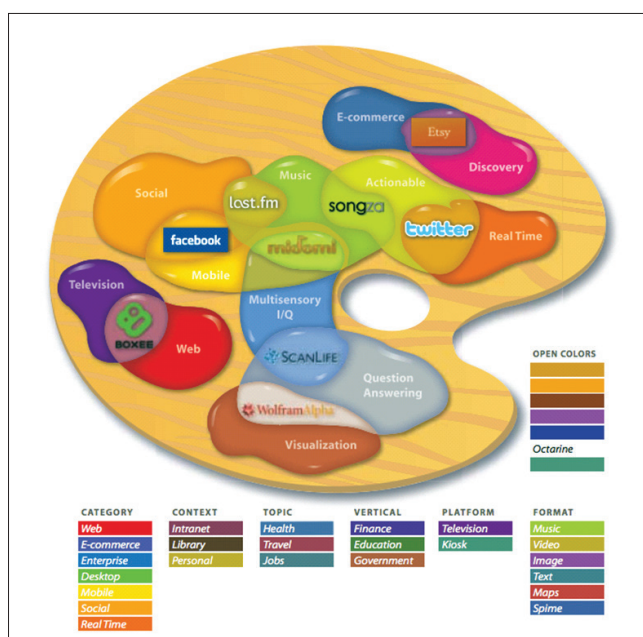 E-commerce
Etsy
Discovery
Social
Music
Actionable
lost.fm
songza
twitter
Real Time
facebook
midomi
Mobile
Television
Multisensory
I/Q
BOXEE
Web
SCANLIFE
Question
Answering
WolframAlpha
Visualization
OPEN COLORS
Octarine
CATEGORY
Web
E-commerce
Enterprise
Desktop
Mobile
Social
Real Time
CONTEXT
Intranet
Library
Personal
TOPIC
Health
Travel
Jobs
VERTICAL
Finance
Education
Government
PLATFORM
Television
Kiosk
FORMAT
Music
Video
Image
Text
Maps
Spime